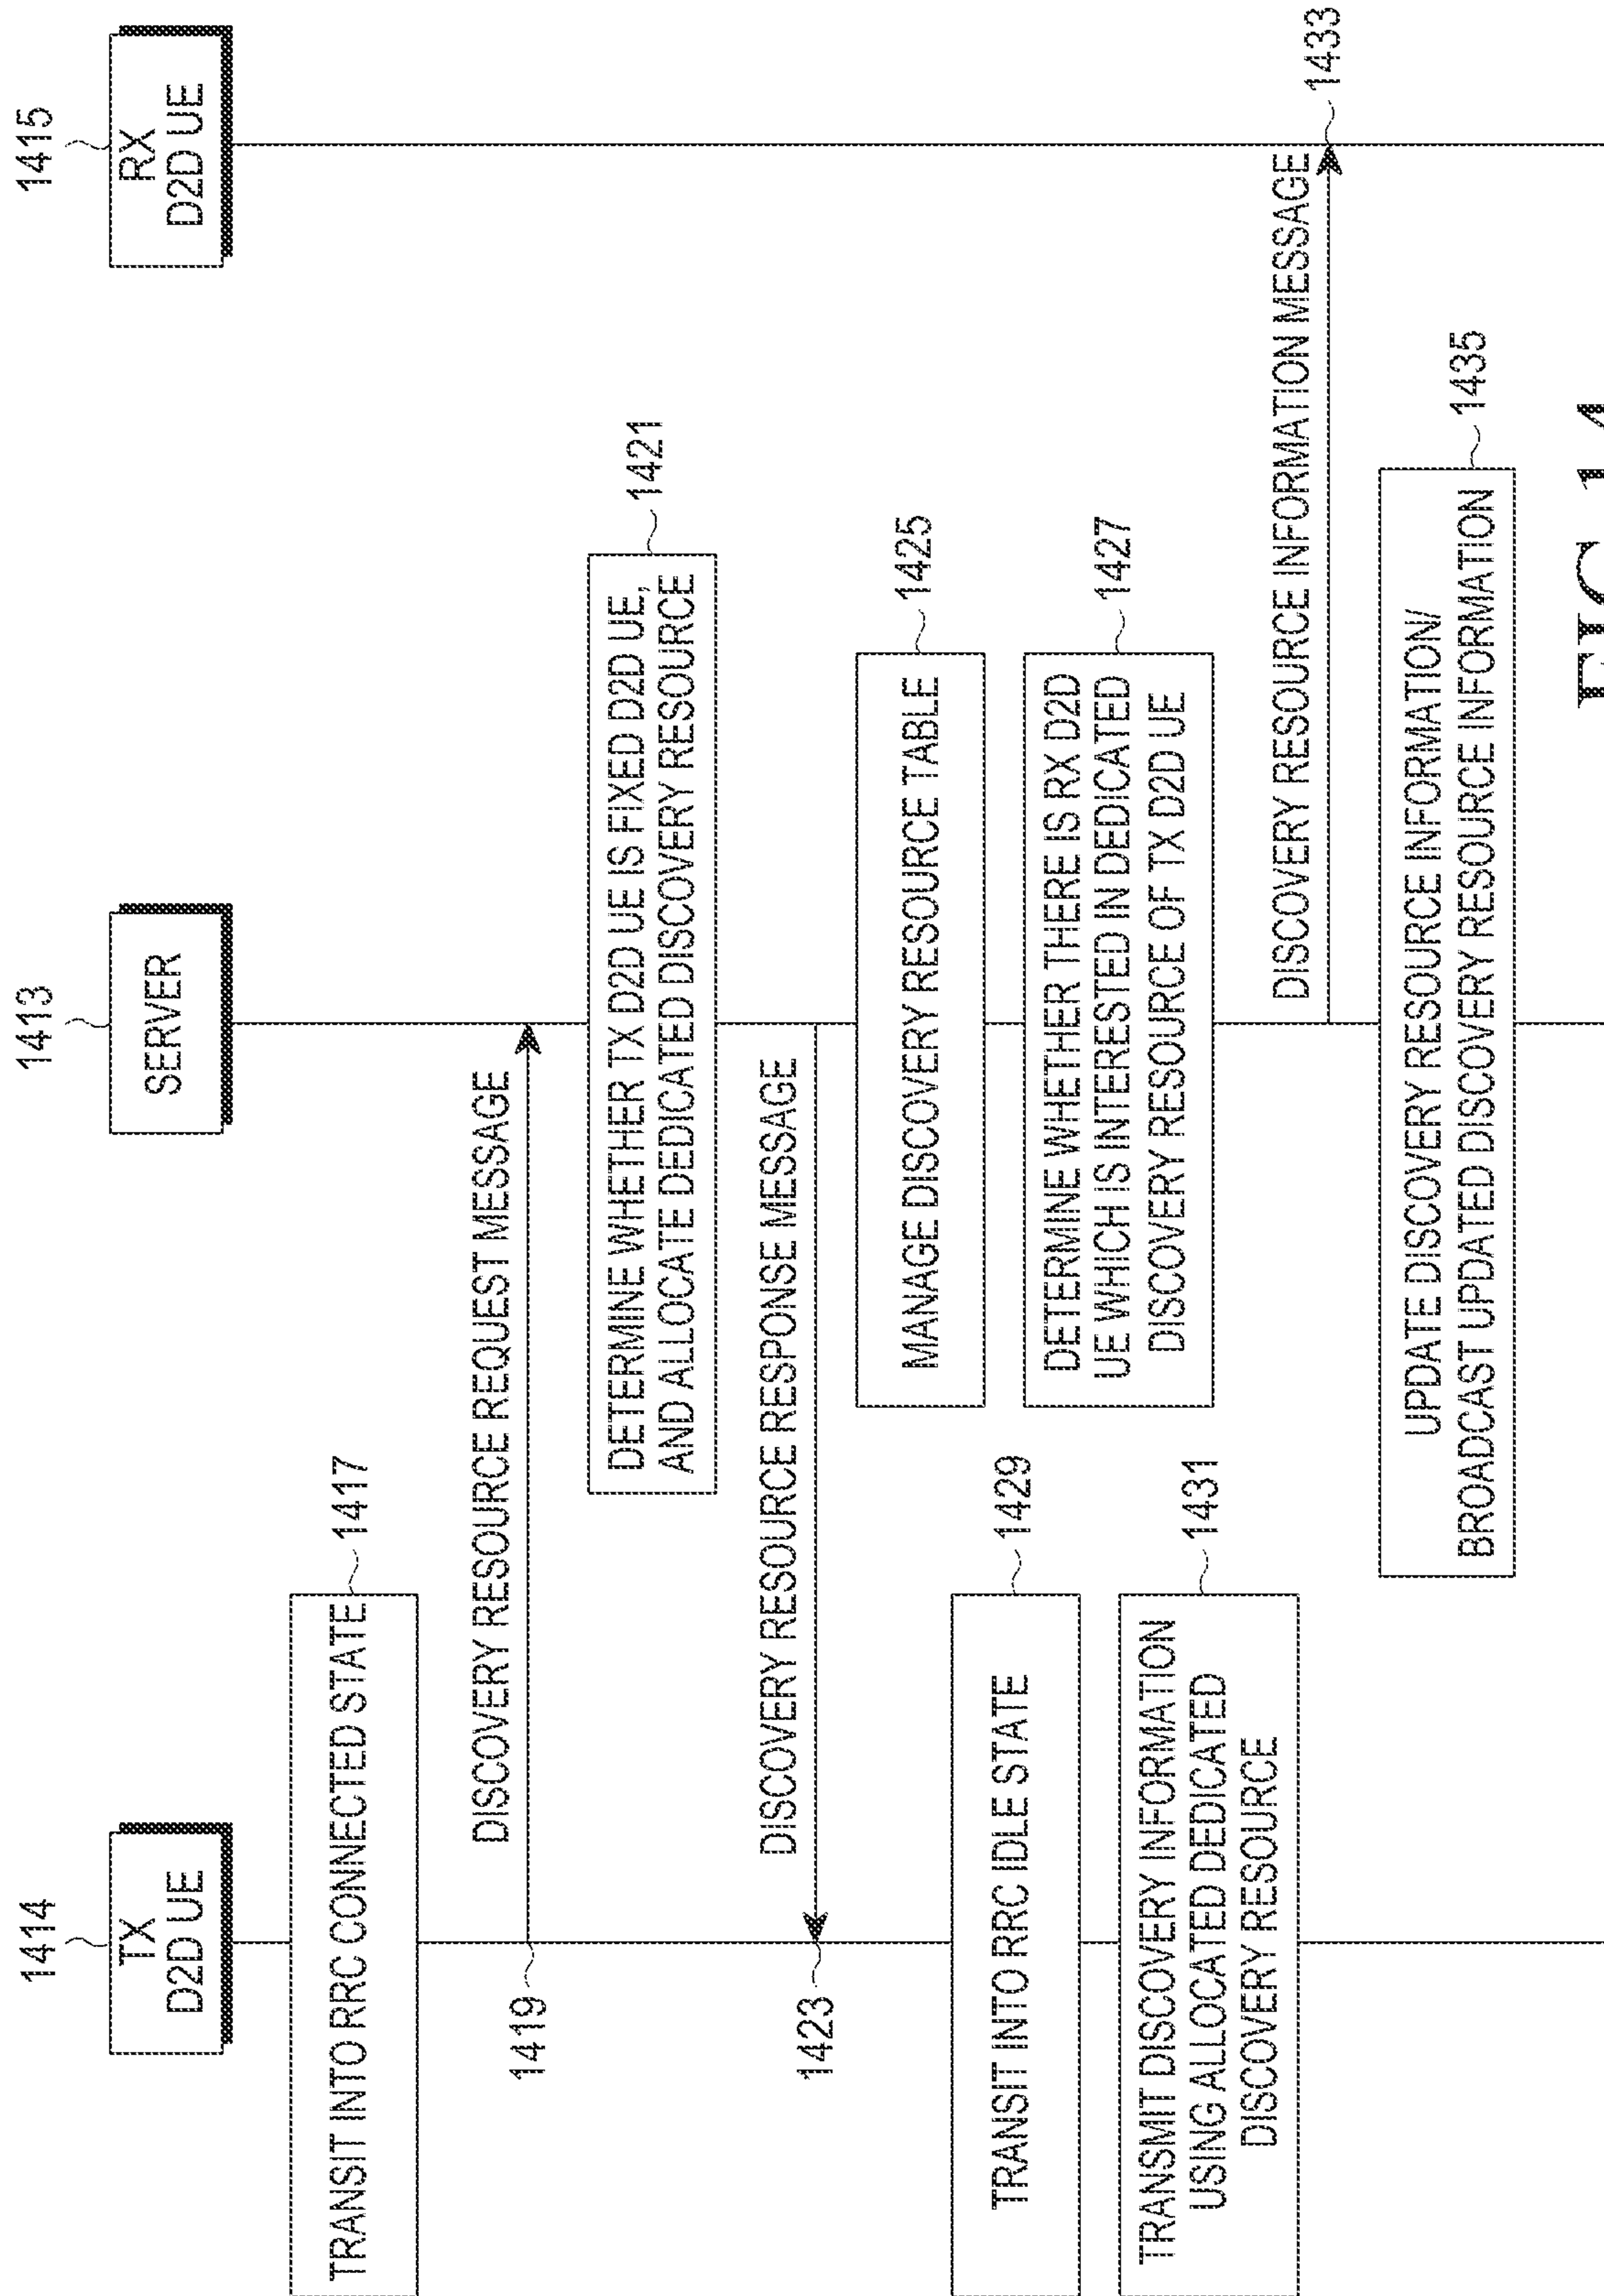 1414
TX
D2D UE
1413
SERVER
1415
RX
D2D UE
TRANSIT INTO RRC CONNECTED STATE
1417
DISCOVERY RESOURCE REQUEST MESSAGE
1419
DETERMINE WHETHER TX D2D UE IS FIXED D2D UE,
AND ALLOCATE DEDICATED DISCOVERY RESOURCE
1421
DISCOVERY RESOURCE RESPONSE MESSAGE
1423
MANAGE DISCOVERY RESOURCE TABLE
1425
TRANSIT INTO RRC IDLE STATE
1429
DETERMINE WHETHER THERE IS RX D2D
UE WHICH IS INTERESTED IN DEDICATED
DISCOVERY RESOURCE OF TX D2D UE
1427
TRANSMIT DISCOVERY INFORMATION
USING ALLOCATED DEDICATED
DISCOVERY RESOURCE
1431
DISCOVERY RESOURCE INFORMATION MESSAGE
1433
UPDATE DISCOVERY RESOURCE INFORMATION/
BROADCAST UPDATED DISCOVERY RESOURCE INFORMATION
1435